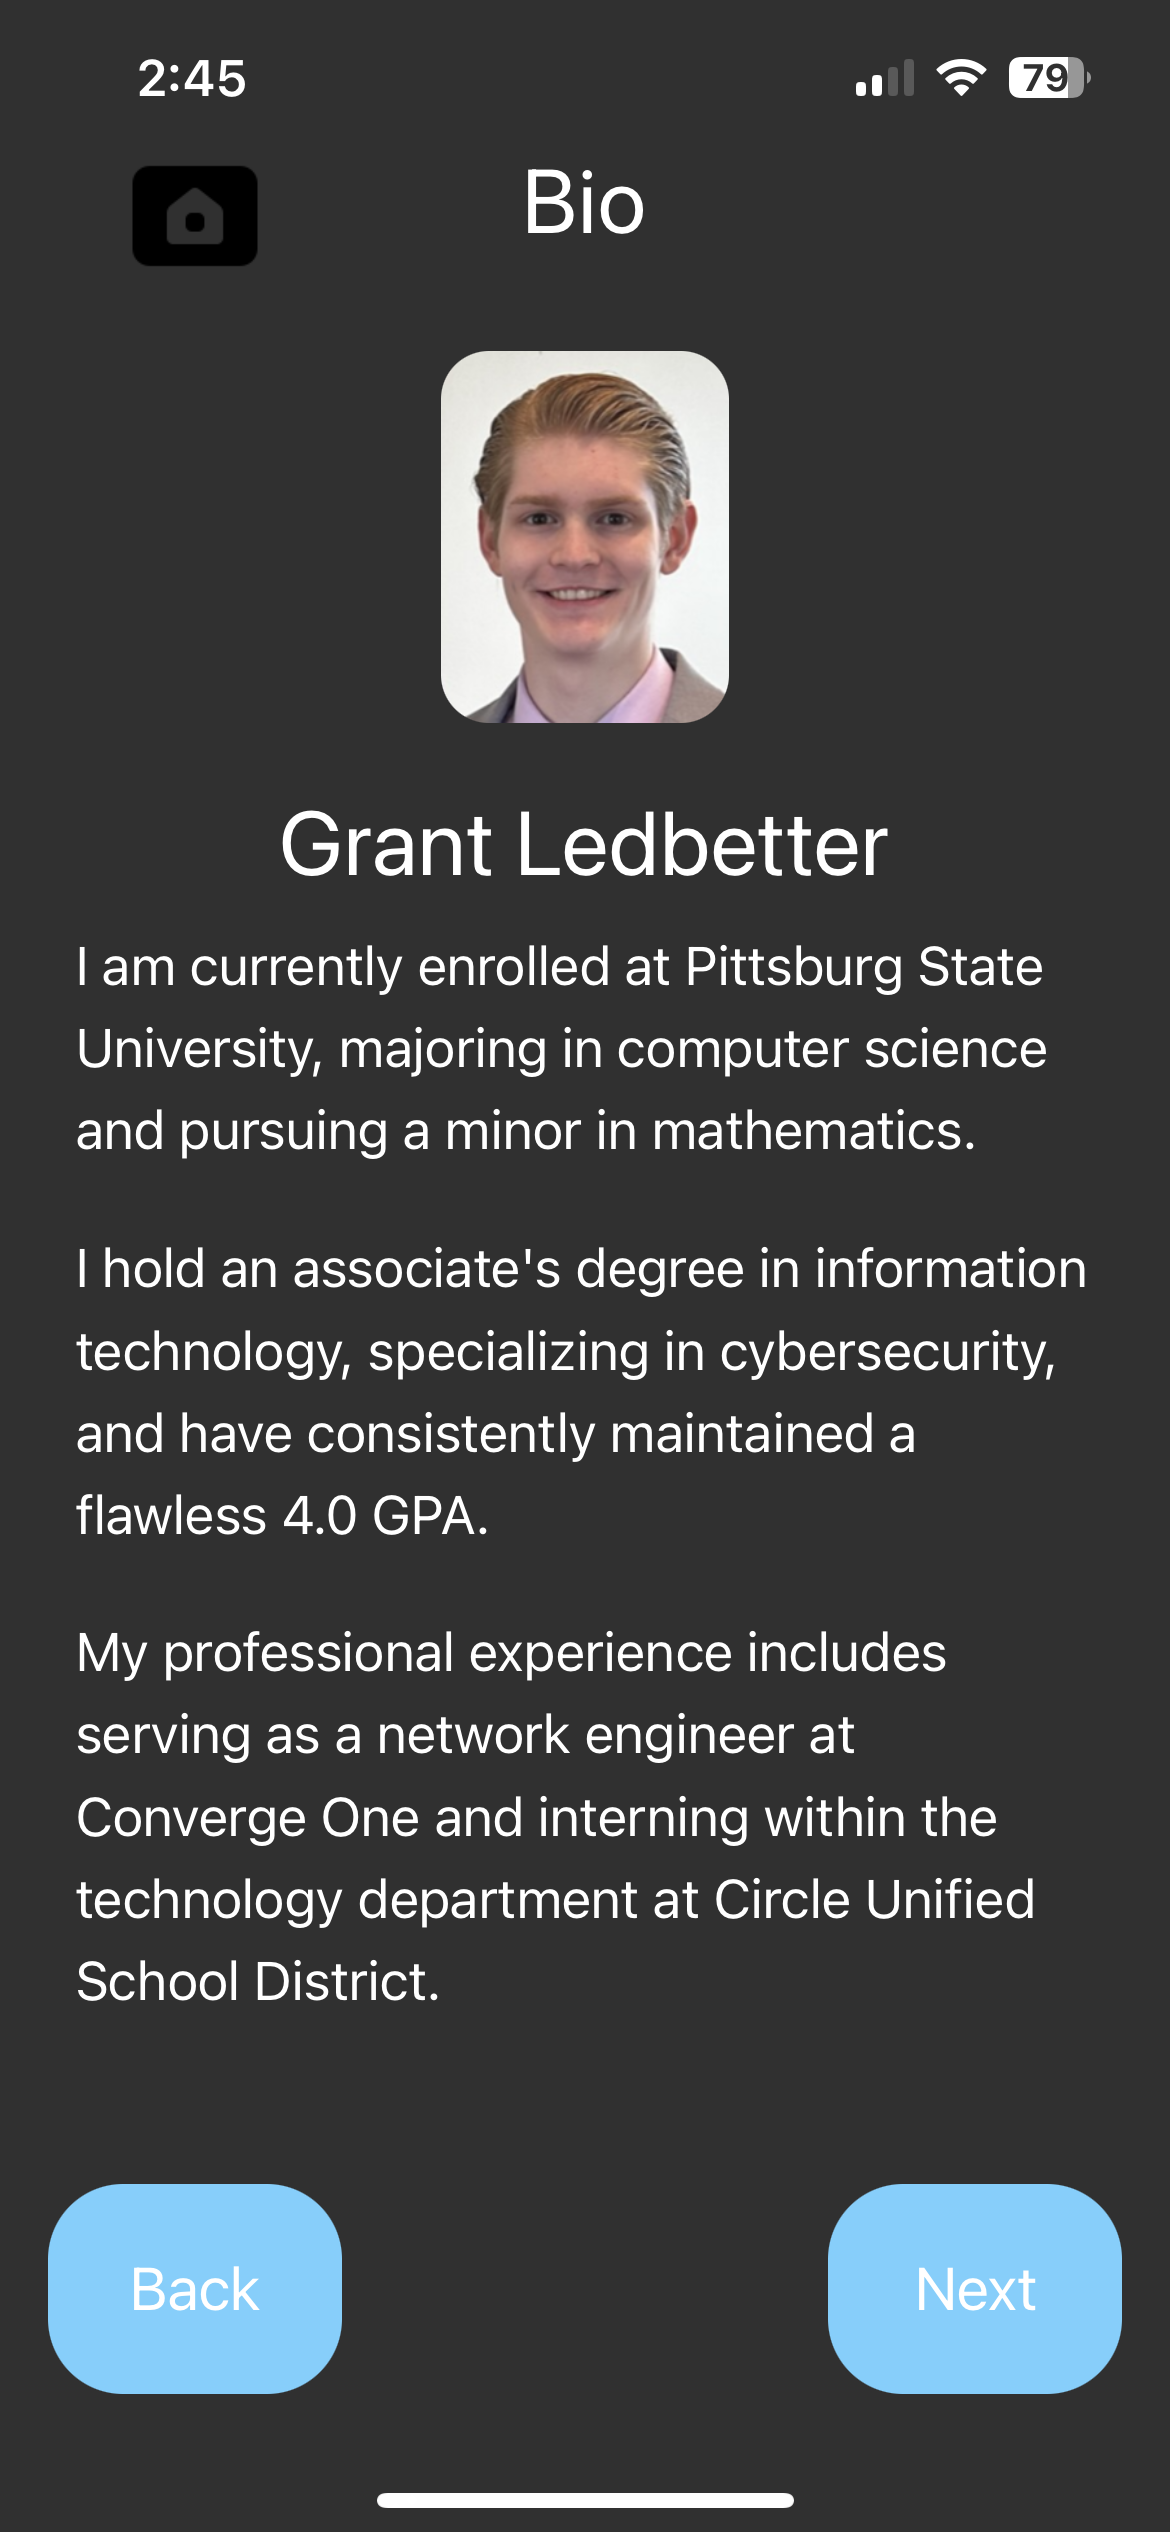 2:45
79
Bio
Grant Ledbetter
I am currently enrolled at Pittsburg State
University, majoring in computer science
and pursuing a minor in mathematics.
I hold an associate's degree in information
technology, specializing in cybersecurity,
and have consistently maintained a
flawless 4.0 GPA.
My professional experience includes
serving as a network engineer at
Converge One and interning within the
technology department at Circle Unified
School District.
Back
Next